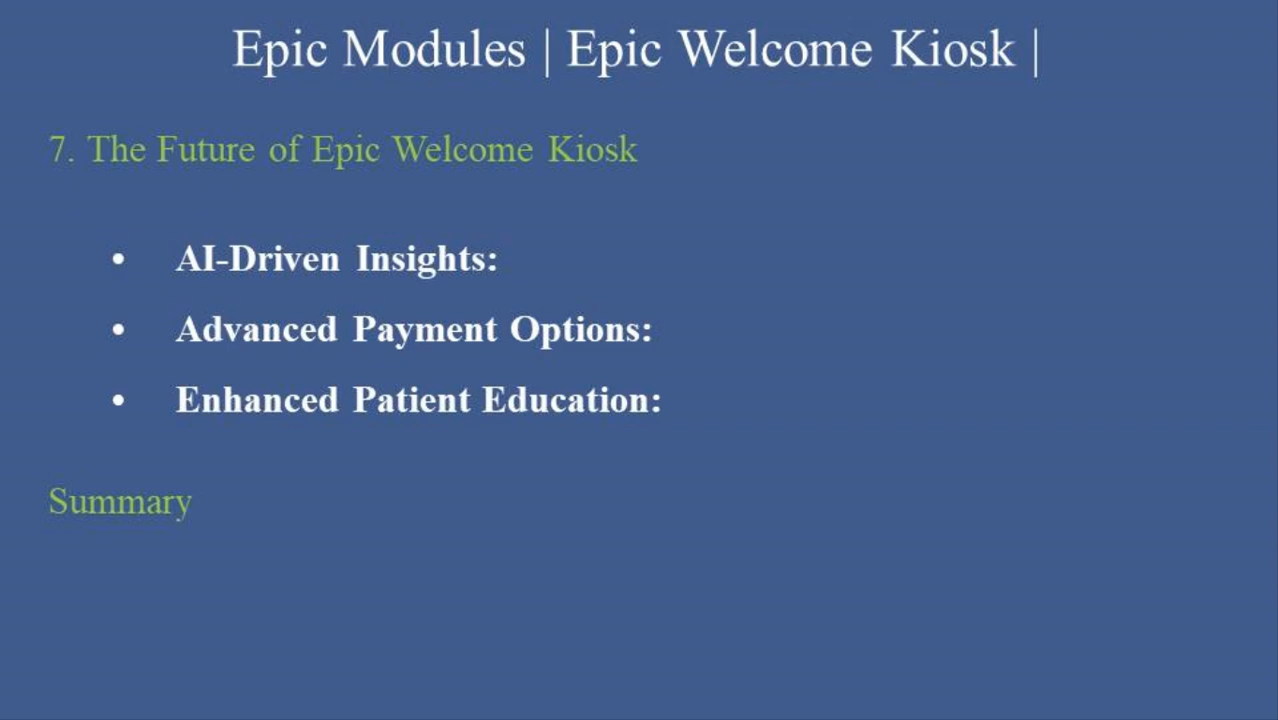 Epic Modules | Epic Welcome Kiosk |
7. The Future of Epic Welcome Kiosk
• AI-Driven Insights:
• Advanced Payment Options:
• Enhanced Patient Education:
Summary